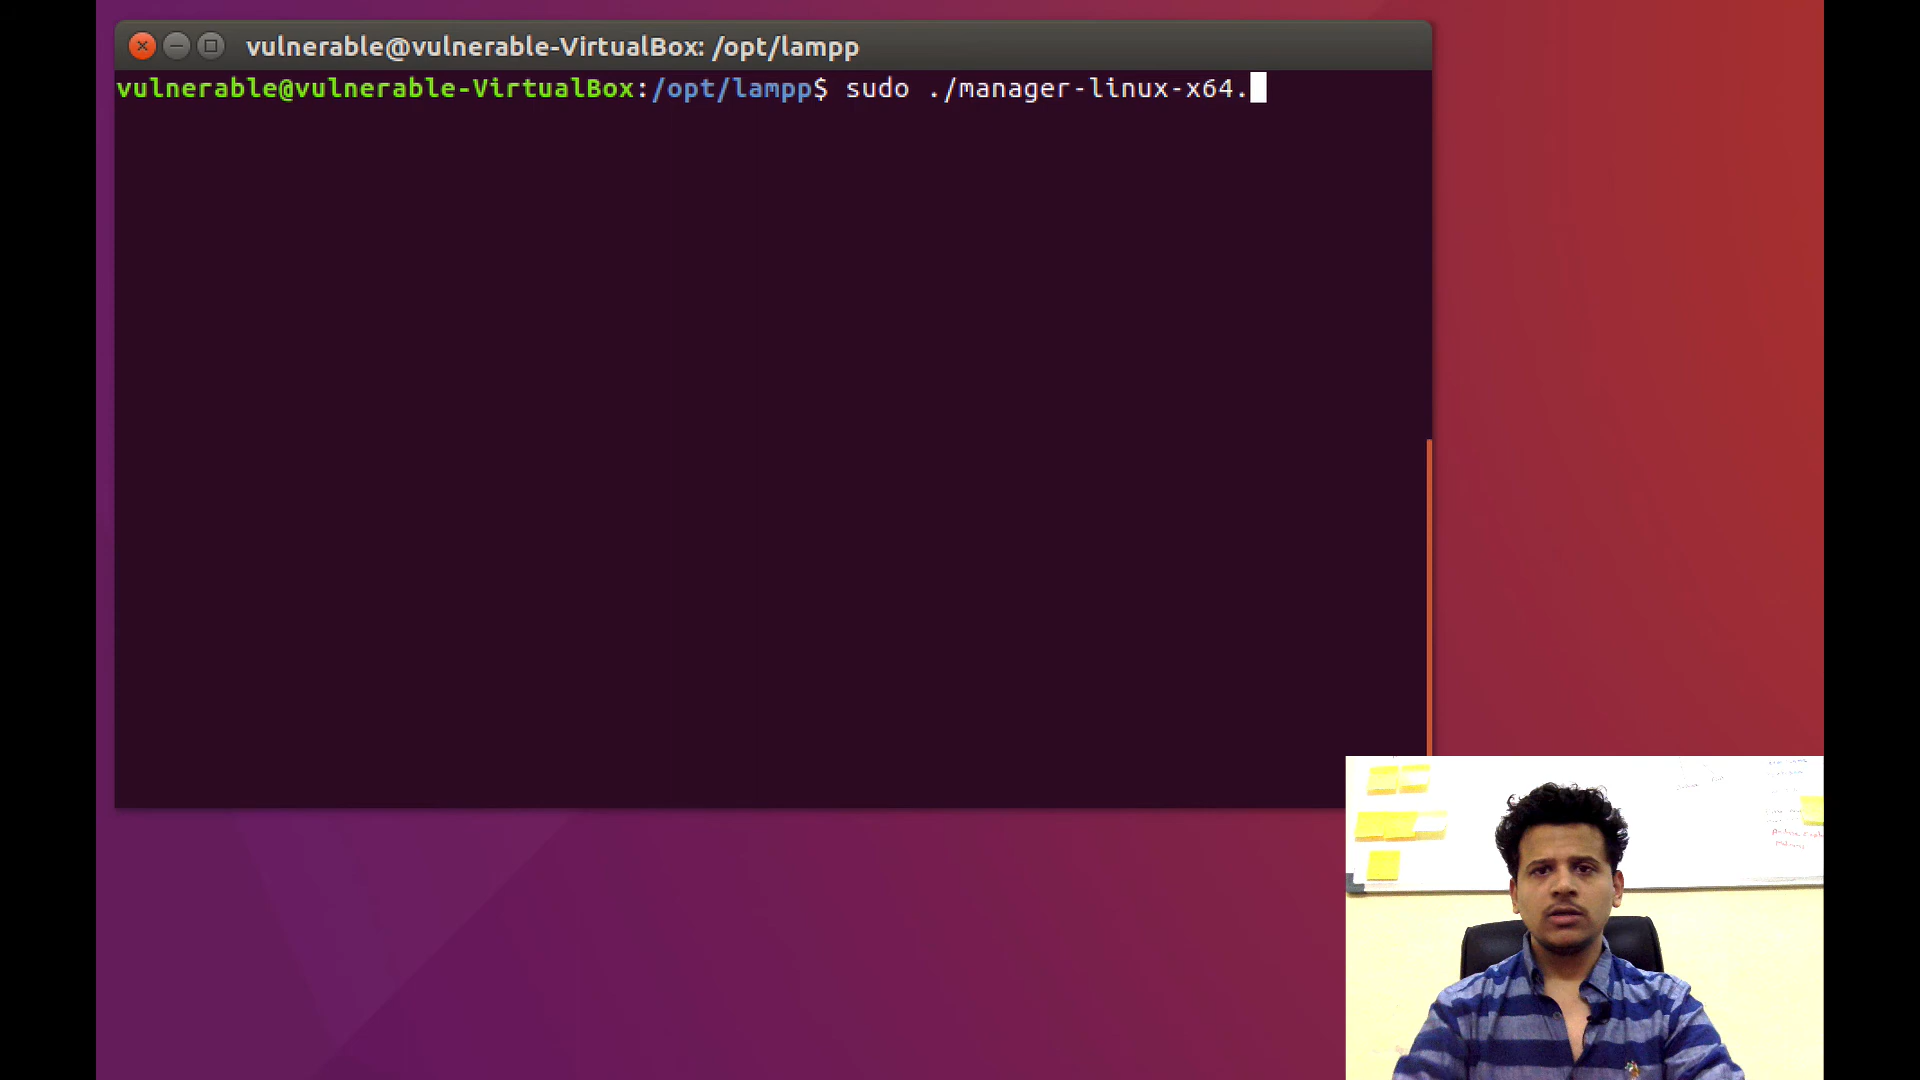 vulnerable@vulnerable-VirtualBox: /opt/lampp
vulnerable@vulnerable-VirtualBox:/opt/lampp$ sudo ./manager-linux-x64.